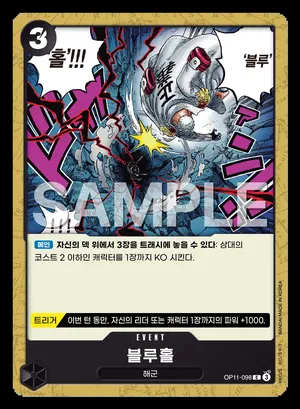 3
홀'!!!
'블루'
SAMPLE
메인 자신의 덱 위에서 3장을 트래시에 놓을 수 있다: 상대의
코스트 2 이하인 캐릭터를 1장까지 KO 시킨다.
트리거 이번 턴 동안, 자신의 리더 또는 캐릭터 1장까지의 파워 +1000.
EVENT
블루홀
해군
OP11-098